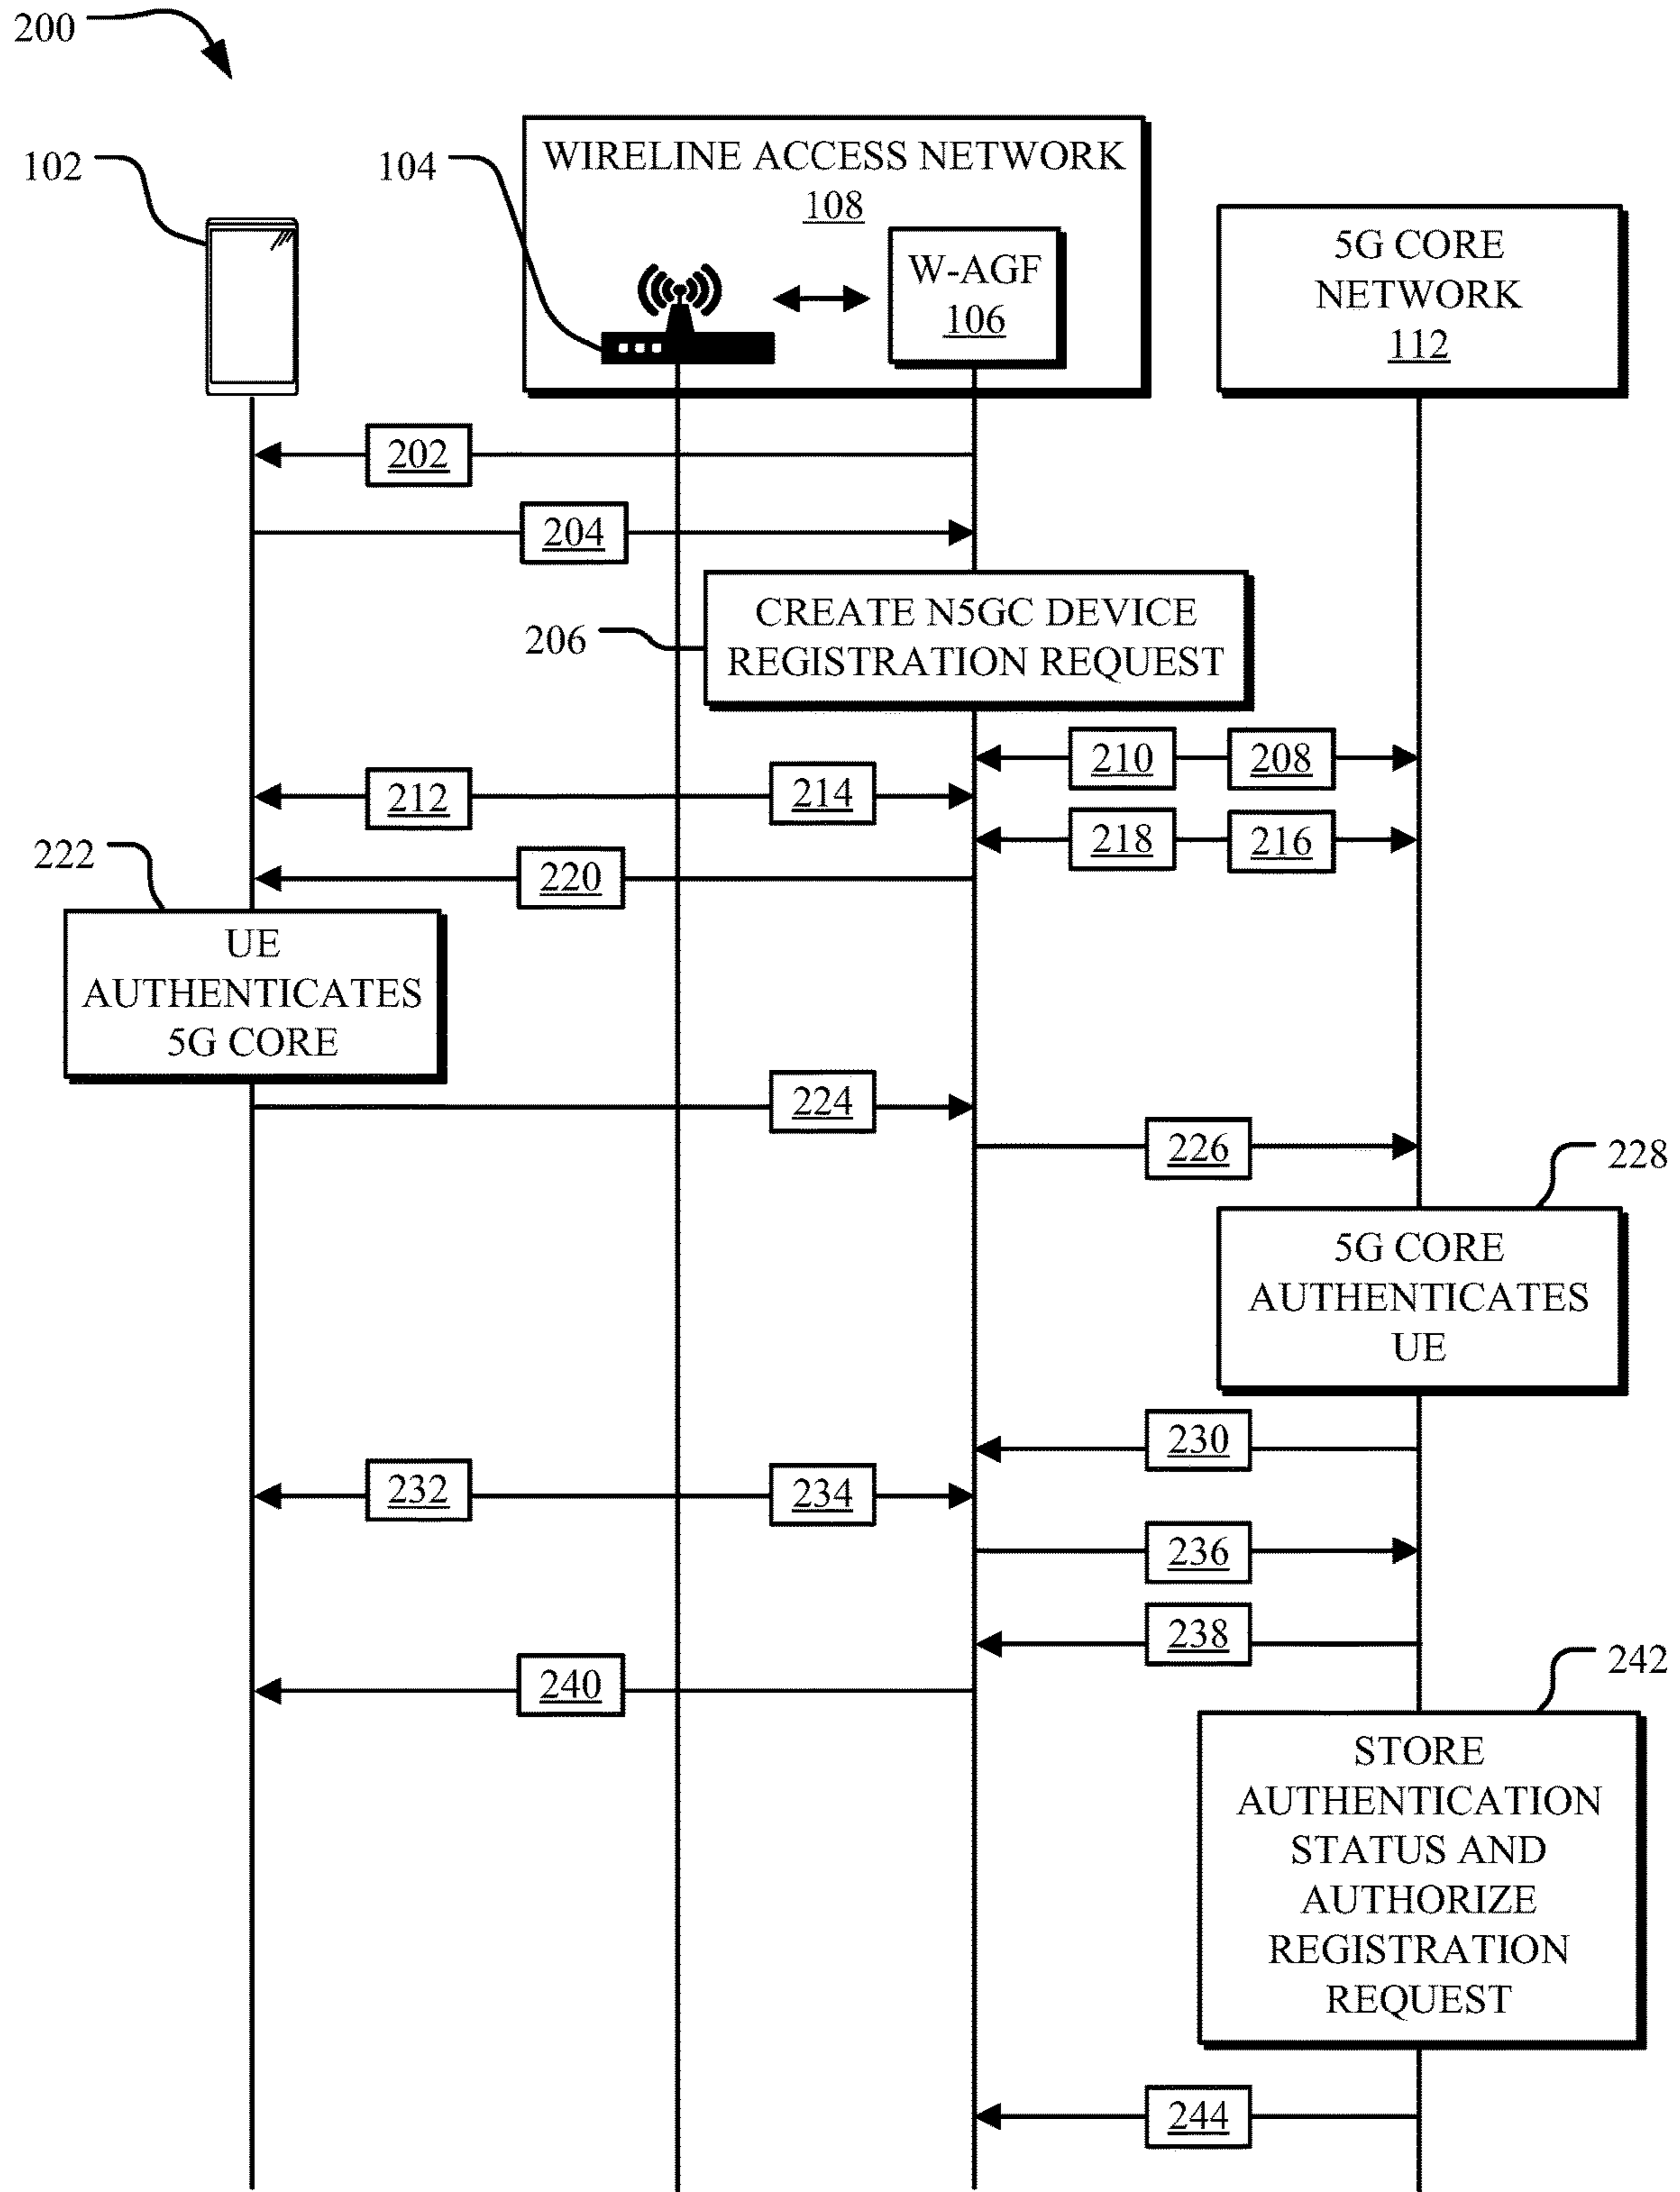 200
102
104
WIRELINE ACCESS NETWORK
108
W-AGF
106
5G CORE
NETWORK
112
202
204
206
CREATE N5GC DEVICE
REGISTRATION REQUEST
210
208
212
214
218
216
220
222
UE
AUTHENTICATES
5G CORE
224
226
228
5G CORE
AUTHENTICATES
UE
230
232
234
236
238
240
242
STORE
AUTHENTICATION
STATUS AND
AUTHORIZE
REGISTRATION
REQUEST
244